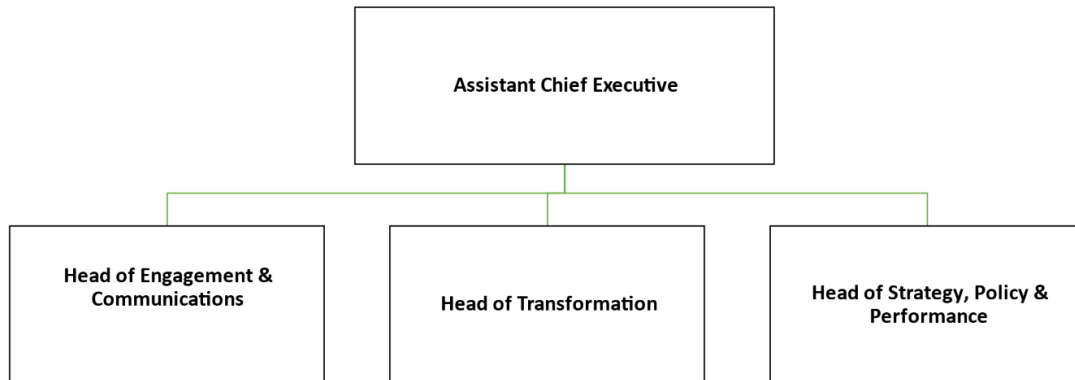 Assistant Chief Executive
Head of Engagement &
Communications
Head of Transformation
Head of Strategy, Policy &
Performance